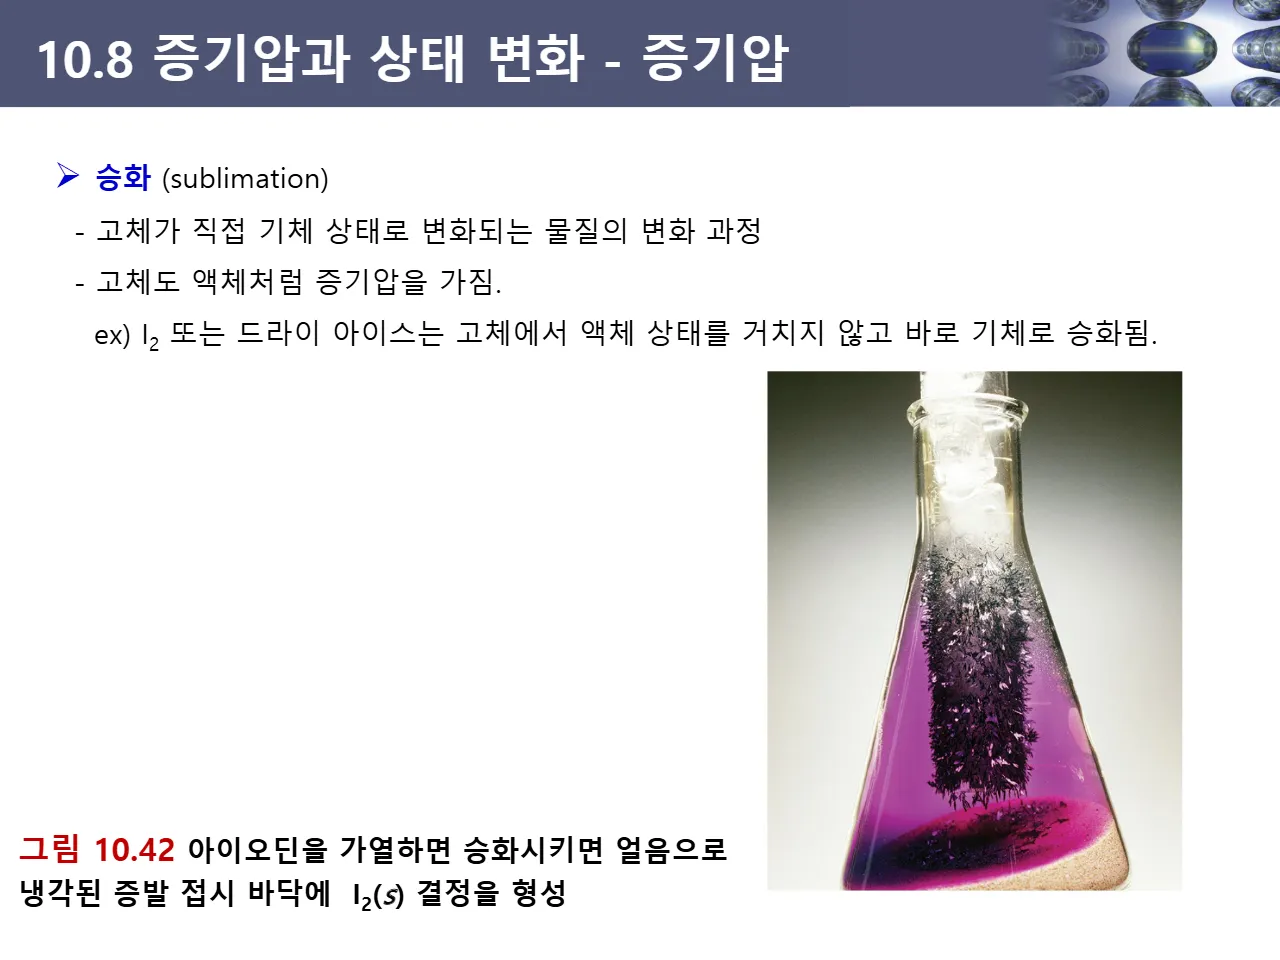 10.8 증기압과 상태 변화 - 증기압
➢ 승화 (sublimation)
- 고체가 직접 기체 상태로 변화되는 물질의 변화 과정
- 고체도 액체처럼 증기압을 가짐.
ex) I₂ 또는 드라이 아이스는 고체에서 액체 상태를 거치지 않고 바로 기체로 승화됨.
그림 10.42 아이오딘을 가열하면 승화시키면 얼음으로
냉각된 증발 접시 바닥에 I₂(s) 결정을 형성